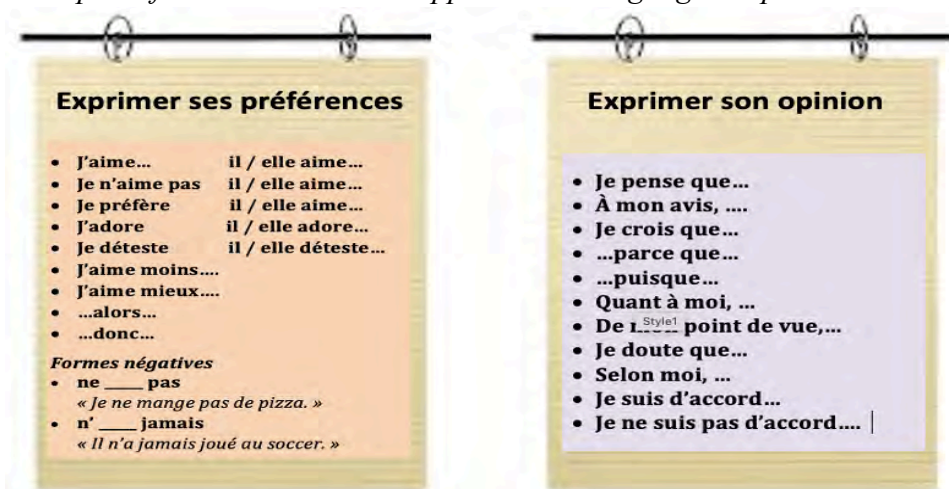 Exprimer ses préférences
• J'aime… il / elle aime…
• Je n'aime pas il / elle aime…
• Je préfère il / elle aime…
• J'adore il / elle adore…
• Je déteste il / elle déteste…
• J'aime moins….
• J'aime mieux….
• …alors…
• …donc…
Formes négatives
• ne ____ pas
« Je ne mange pas de pizza. »
• n' ____ jamais
« Il n'a jamais joué au soccer. »
Exprimer son opinion
• Je pense que…
• À mon avis, ….
• Je crois que…
• …parce que…
• …puisque…
• Quant à moi, …
• De Style1 point de vue,…
• Je doute que…
• Selon moi, …
• Je suis d'accord…
• Je ne suis pas d'accord….